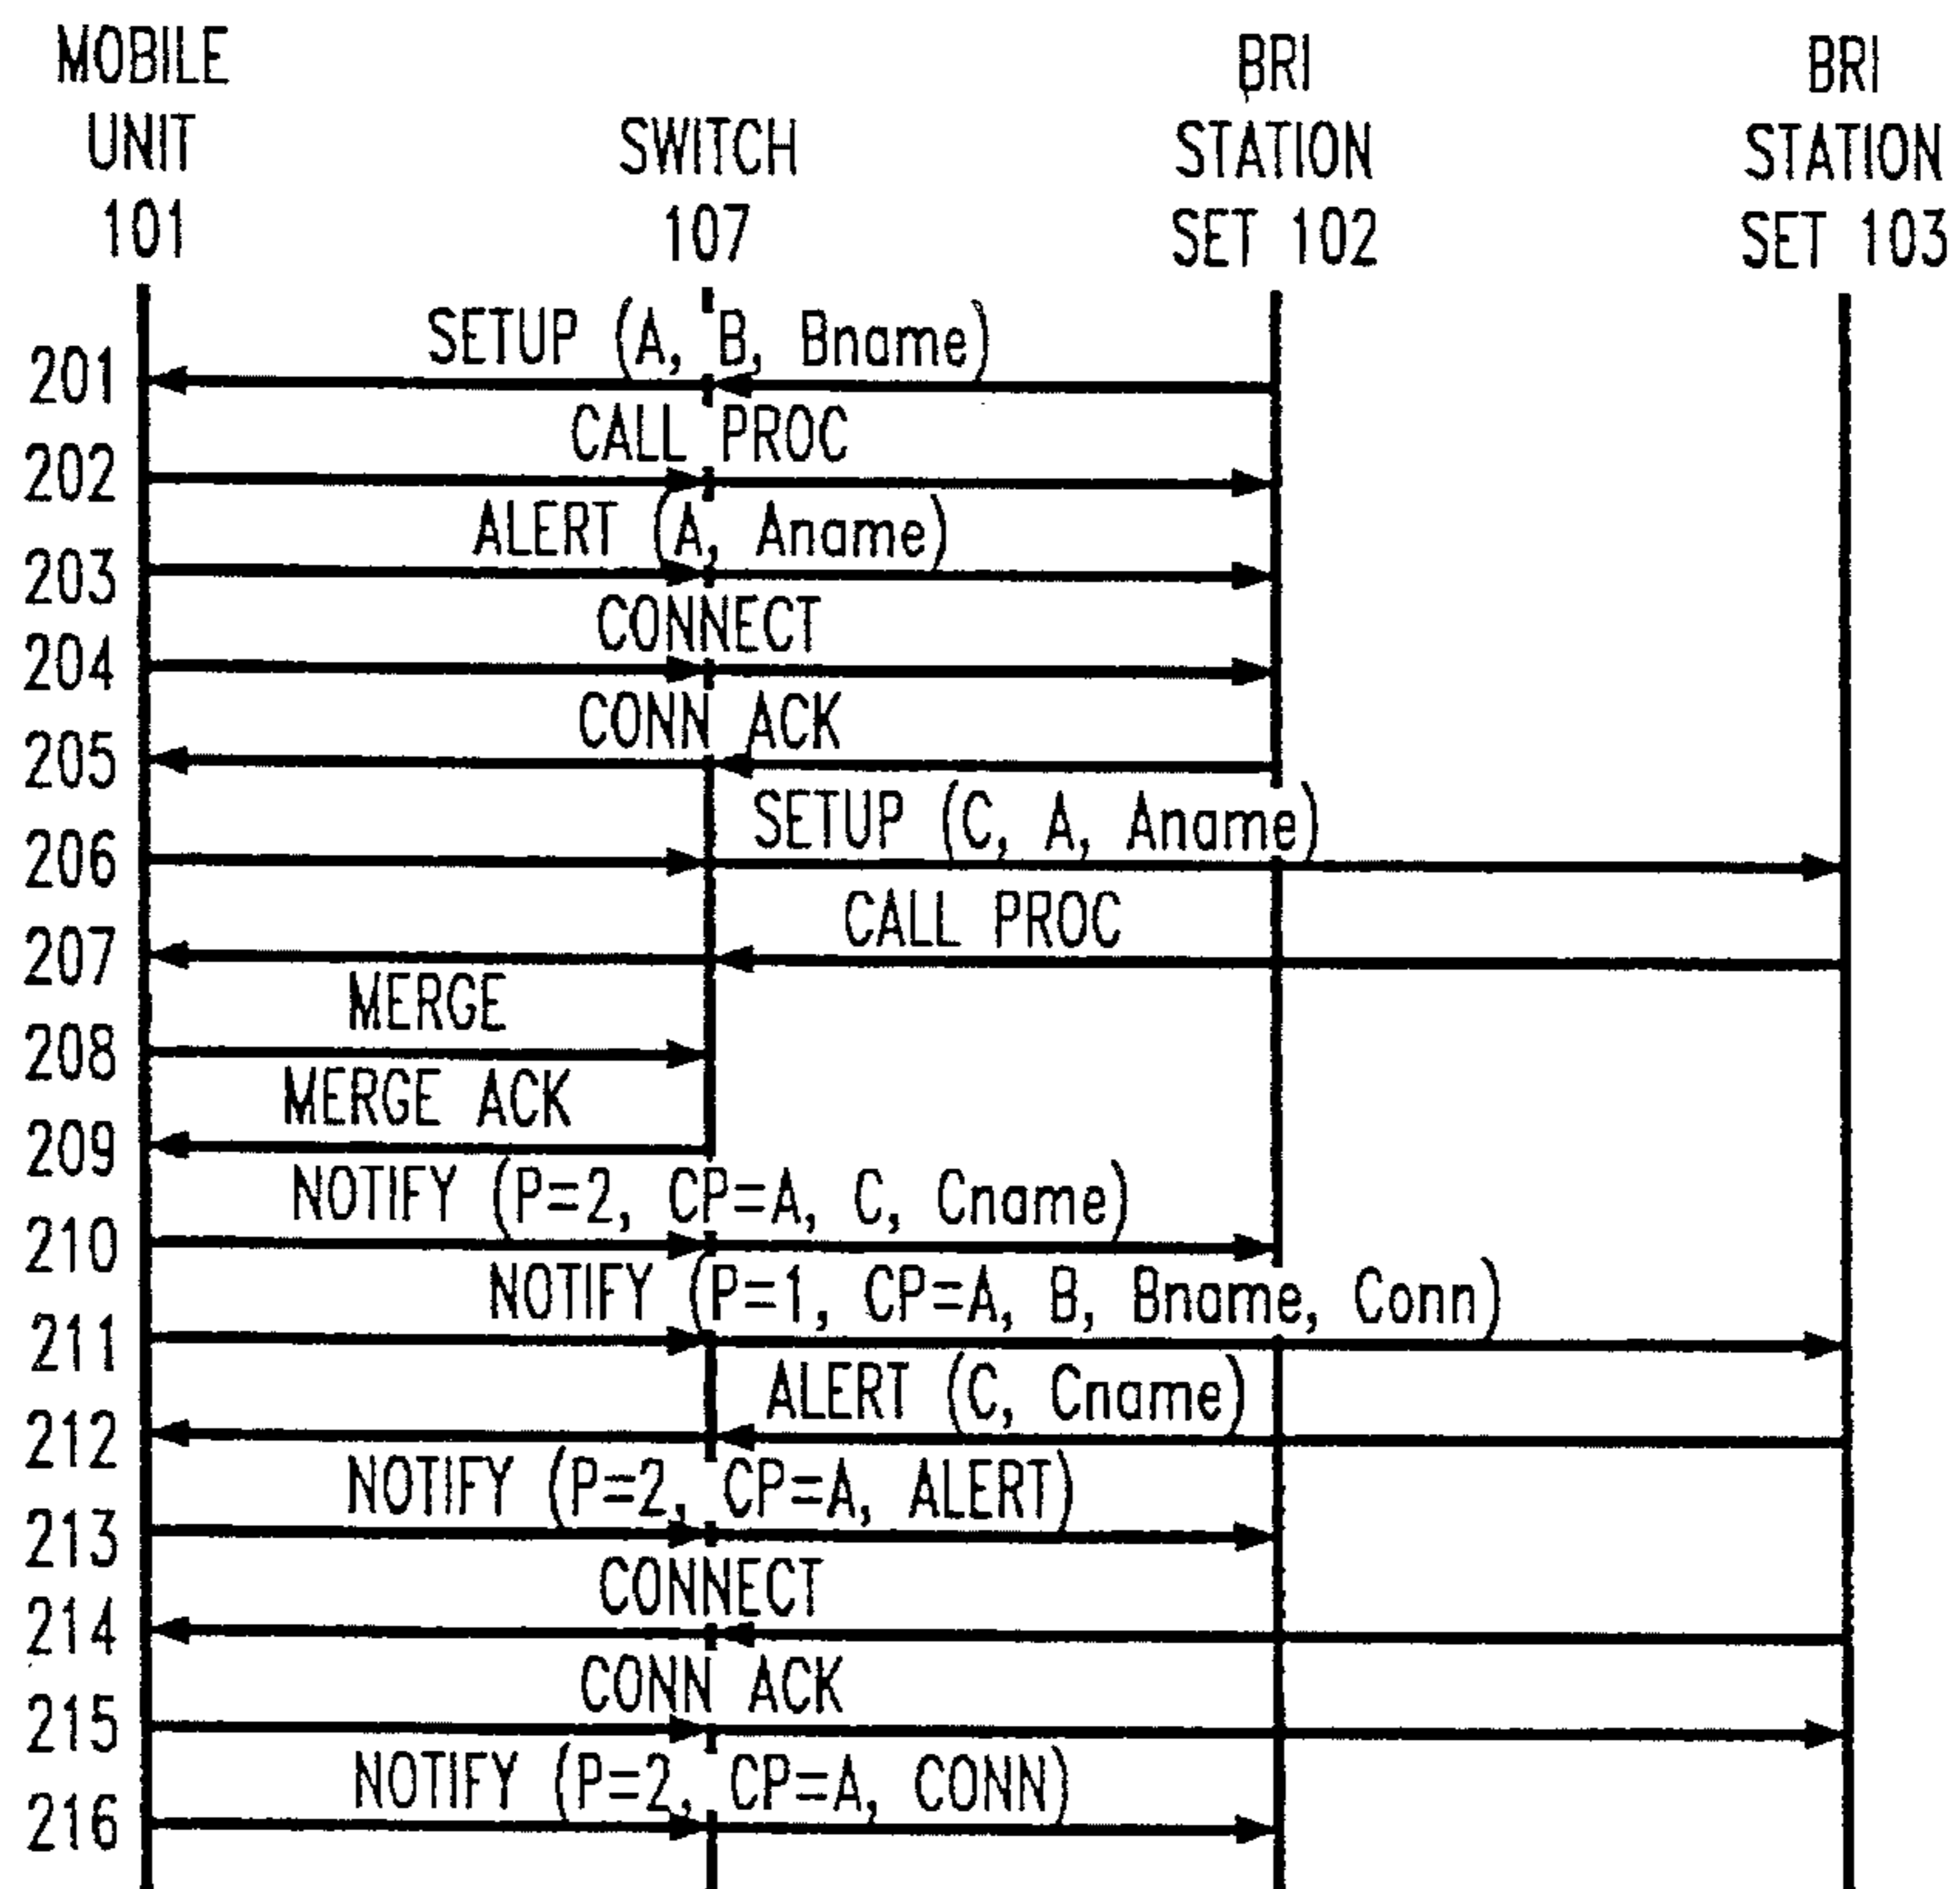 MOBILE
UNIT
101
SWITCH
107
BRI
STATION
SET 102
BRI
STATION
SET 103
SETUP (A, B, Bname)
201
CALL PROC
202
ALERT (A, Aname)
203
CONNECT
204
CONN ACK
205
SETUP (C, A, Aname)
206
CALL PROC
207
MERGE
208
MERGE ACK
209
NOTIFY (P=2, CP=A, C, Cname)
210
NOTIFY (P=1, CP=A, B, Bname, Conn)
211
ALERT (C, Cname)
212
NOTIFY (P=2, CP=A, ALERT)
213
CONNECT
214
CONN ACK
215
NOTIFY (P=2, CP=A, CONN)
216